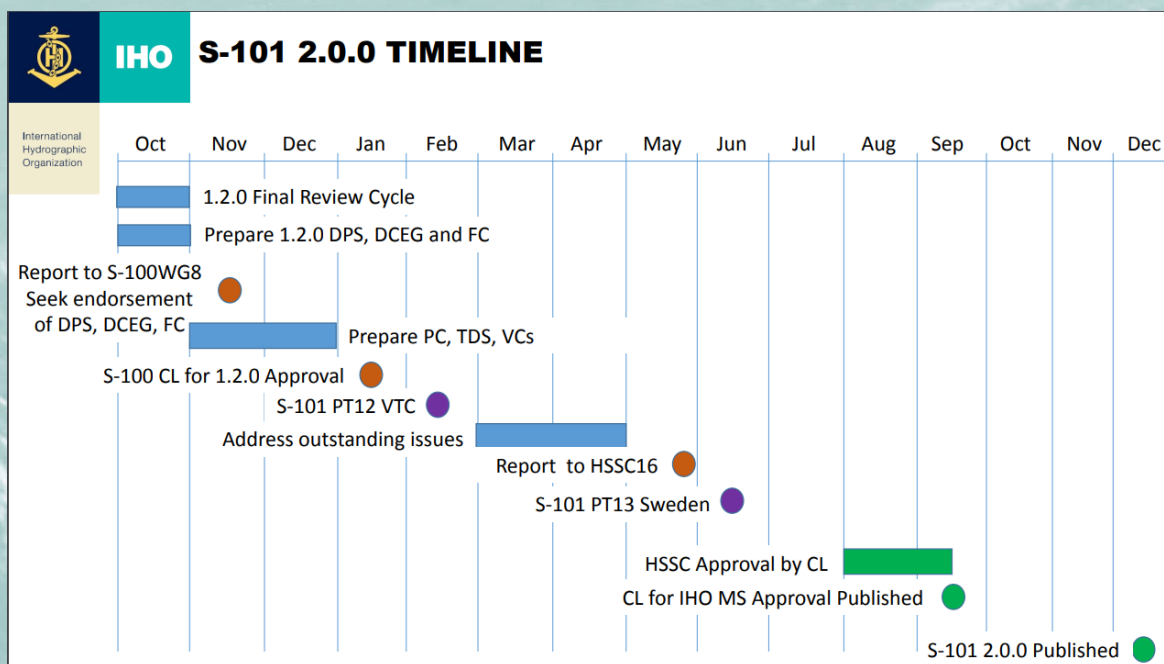 IHO
S-101 2.0.0 TIMELINE
International
Hydrographic
Organization
Oct Nov Dec Jan Feb Mar Apr May Jun Jul Aug Sep Oct Nov Dec
1.2.0 Final Review Cycle
Prepare 1.2.0 DPS, DCEG and FC
Report to S-100WG8
Seek endorsement
of DPS, DCEG, FC
Prepare PC, TDS, VCs
S-100 CL for 1.2.0 Approval
S-101 PT12 VTC
Address outstanding issues
Report to HSSC16
S-101 PT13 Sweden
HSSC Approval by CL
CL for IHO MS Approval Published
S-101 2.0.0 Published